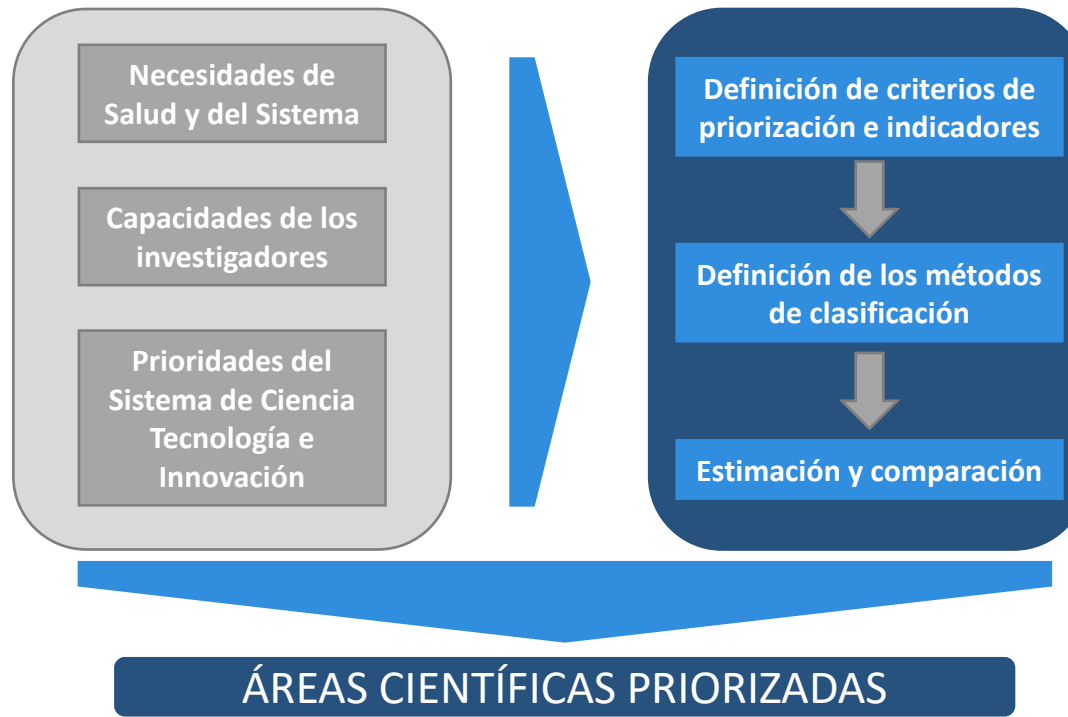 Necesidades de
Salud y del Sistema
Capacidades de los
investigadores
Prioridades del
Sistema de Ciencia
Tecnología e
Innovación
Definición de criterios de
priorización e indicadores
Definición de los métodos
de clasificación
Estimación y comparación
ÁREAS CIENTÍFICAS PRIORIZADAS